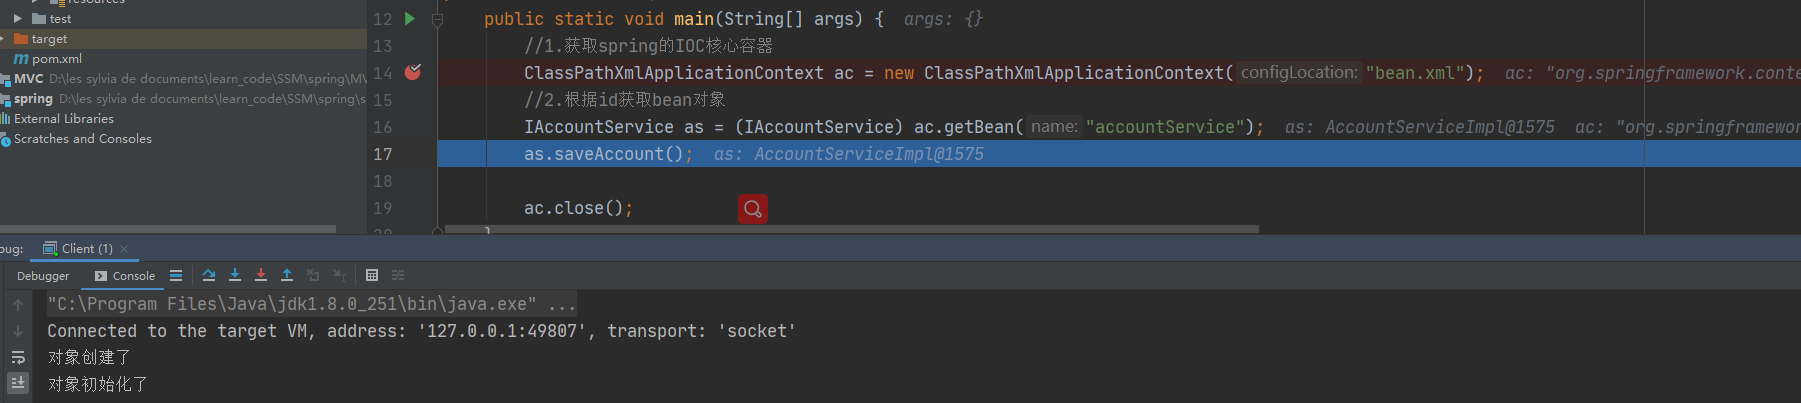 resources
test
target
pom.xml
MVC D:\les sylvia de documents\learn_code\SSM\spring\M
spring D:\les sylvia de documents\learn_code\SSM\spring\s
External Libraries
Scratches and Consoles
12 public static void main(String[] args) { args: {}
13 //1.获取spring的IOC核心容器
14 ClassPathXmlApplicationContext ac = new ClassPathXmlApplicationContext( configLocation: "bean.xml"); ac: "org.springframework.conte
15 //2.根据id获取bean对象
16 IAccountService as = (IAccountService) ac.getBean( name: "accountService"); as: AccountServiceImpl@1575 ac: "org.springframewor
17 as.saveAccount(); as: AccountServiceImpl@1575
18
19 ac.close();
20 }
bug: Client (1)
Debugger Console
"C:\Program Files\Java\jdk1.8.0_251\bin\java.exe" ...
Connected to the target VM, address: '127.0.0.1:49807', transport: 'socket'
对象创建了
对象初始化了